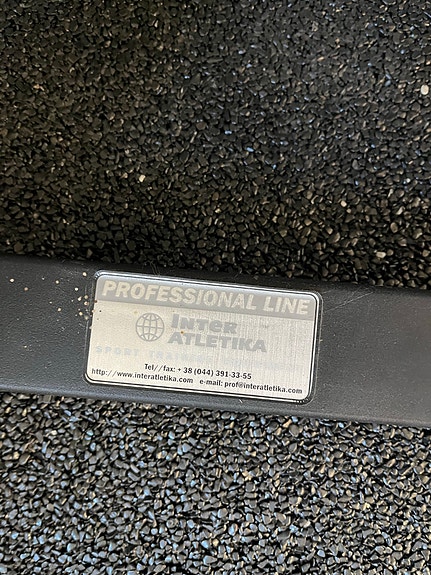 PROFESSIONAL LINE
INTER
ATLETIKA
Tel//fax: + 38 (044) 391-33-55
http://www.interatletika.com e-mail: prof@interatletika.com